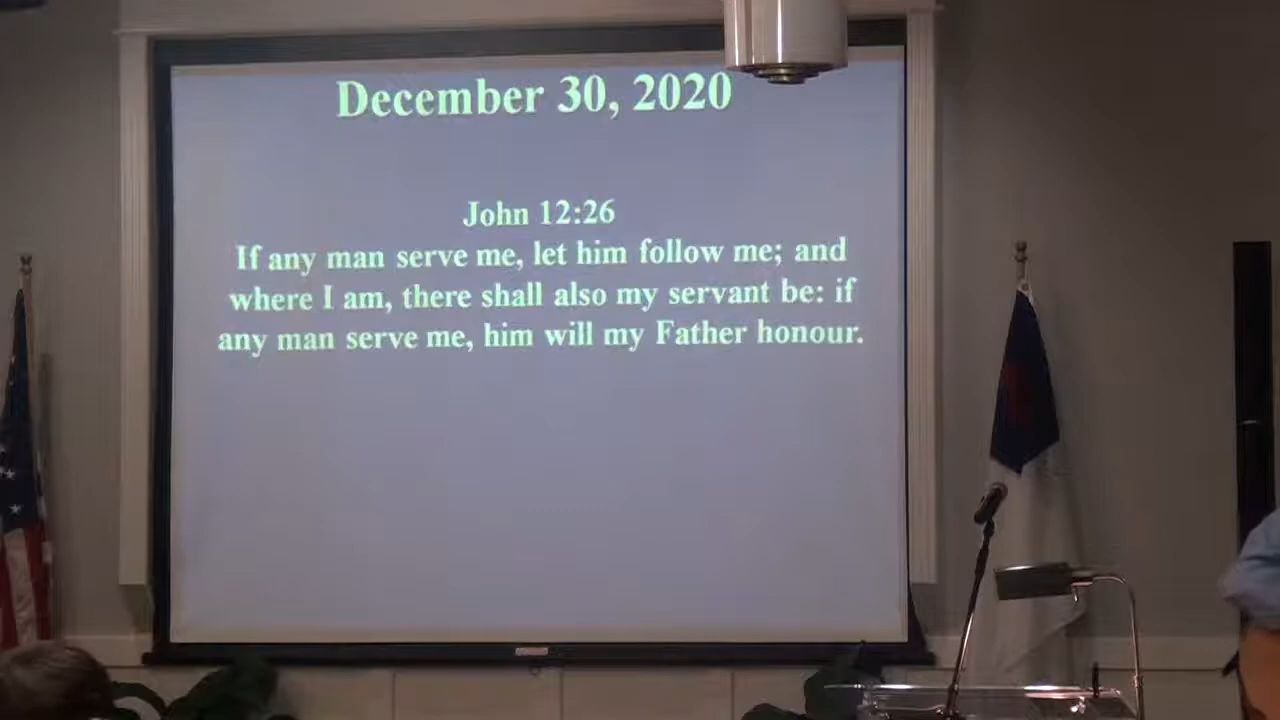 December 30, 2020
John 12:26
If any man serve me, let him follow me; and
where I am, there shall also my servant be: if
any man serve me, him will my Father honour.